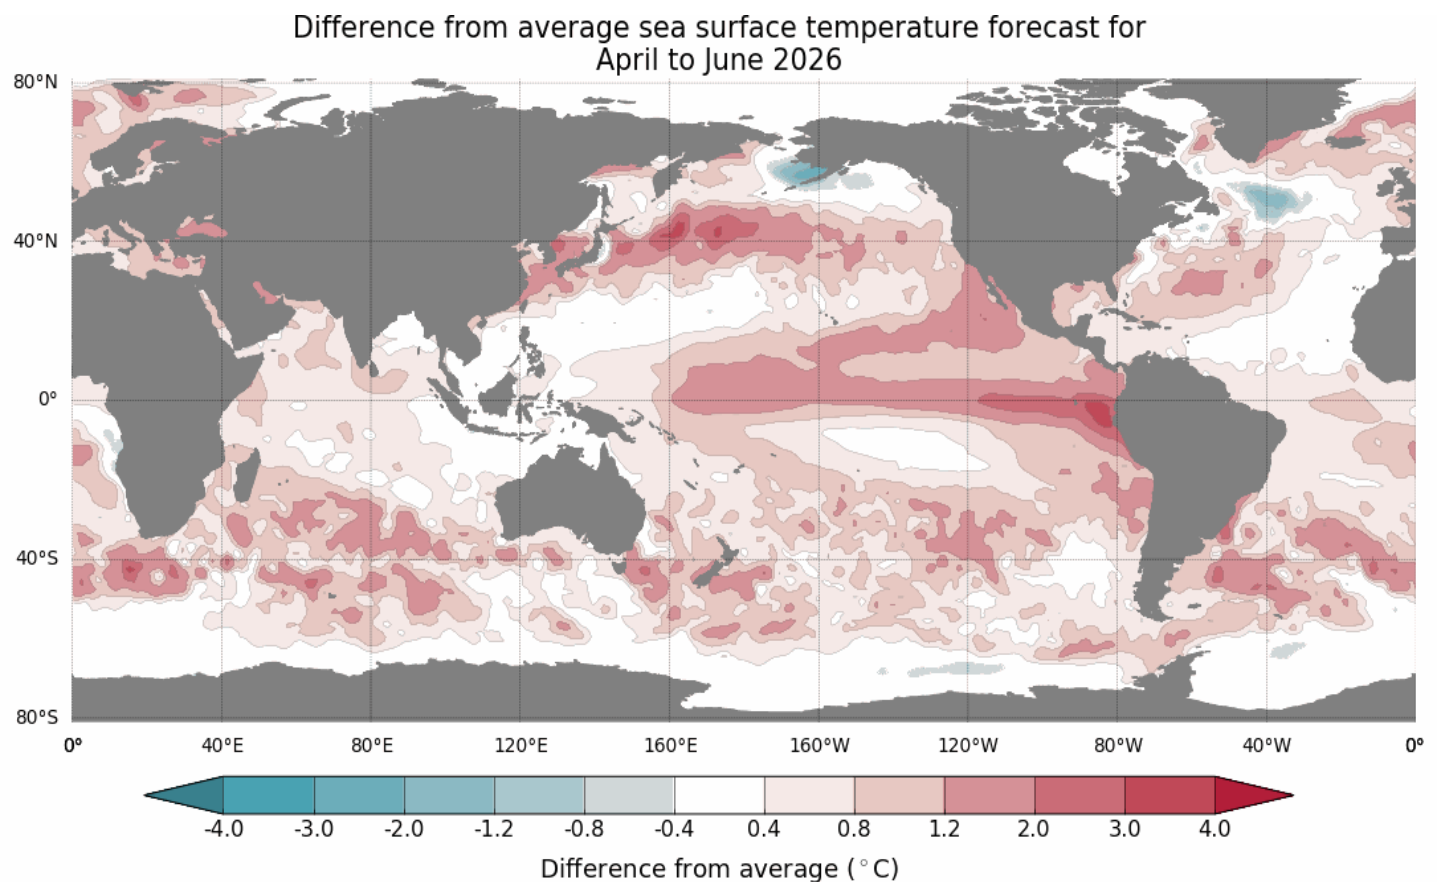 Difference from average sea surface temperature forecast for
April to June 2026
80°N
40°N
0°
40°S
80°S
0° 40°E 80°E 120°E 160°E 160°W 120°W 80°W 40°W 0°
-4.0 -3.0 -2.0 -1.2 -0.8 -0.4 0.4 0.8 1.2 2.0 3.0 4.0
Difference from average (°C)